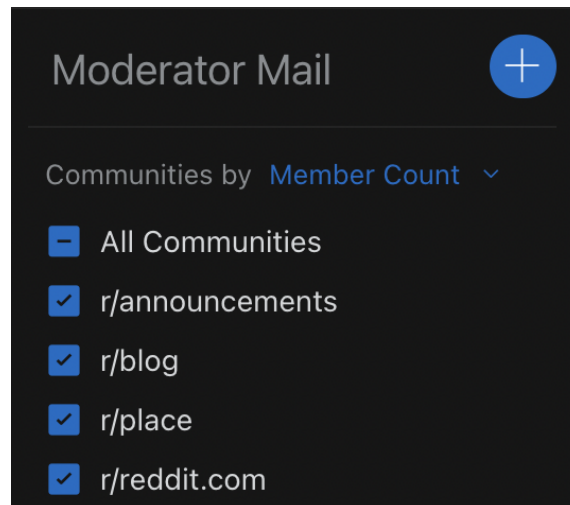 Moderator Mail
Communities by Member Count
All Communities
r/announcements
r/blog
r/place
r/reddit.com